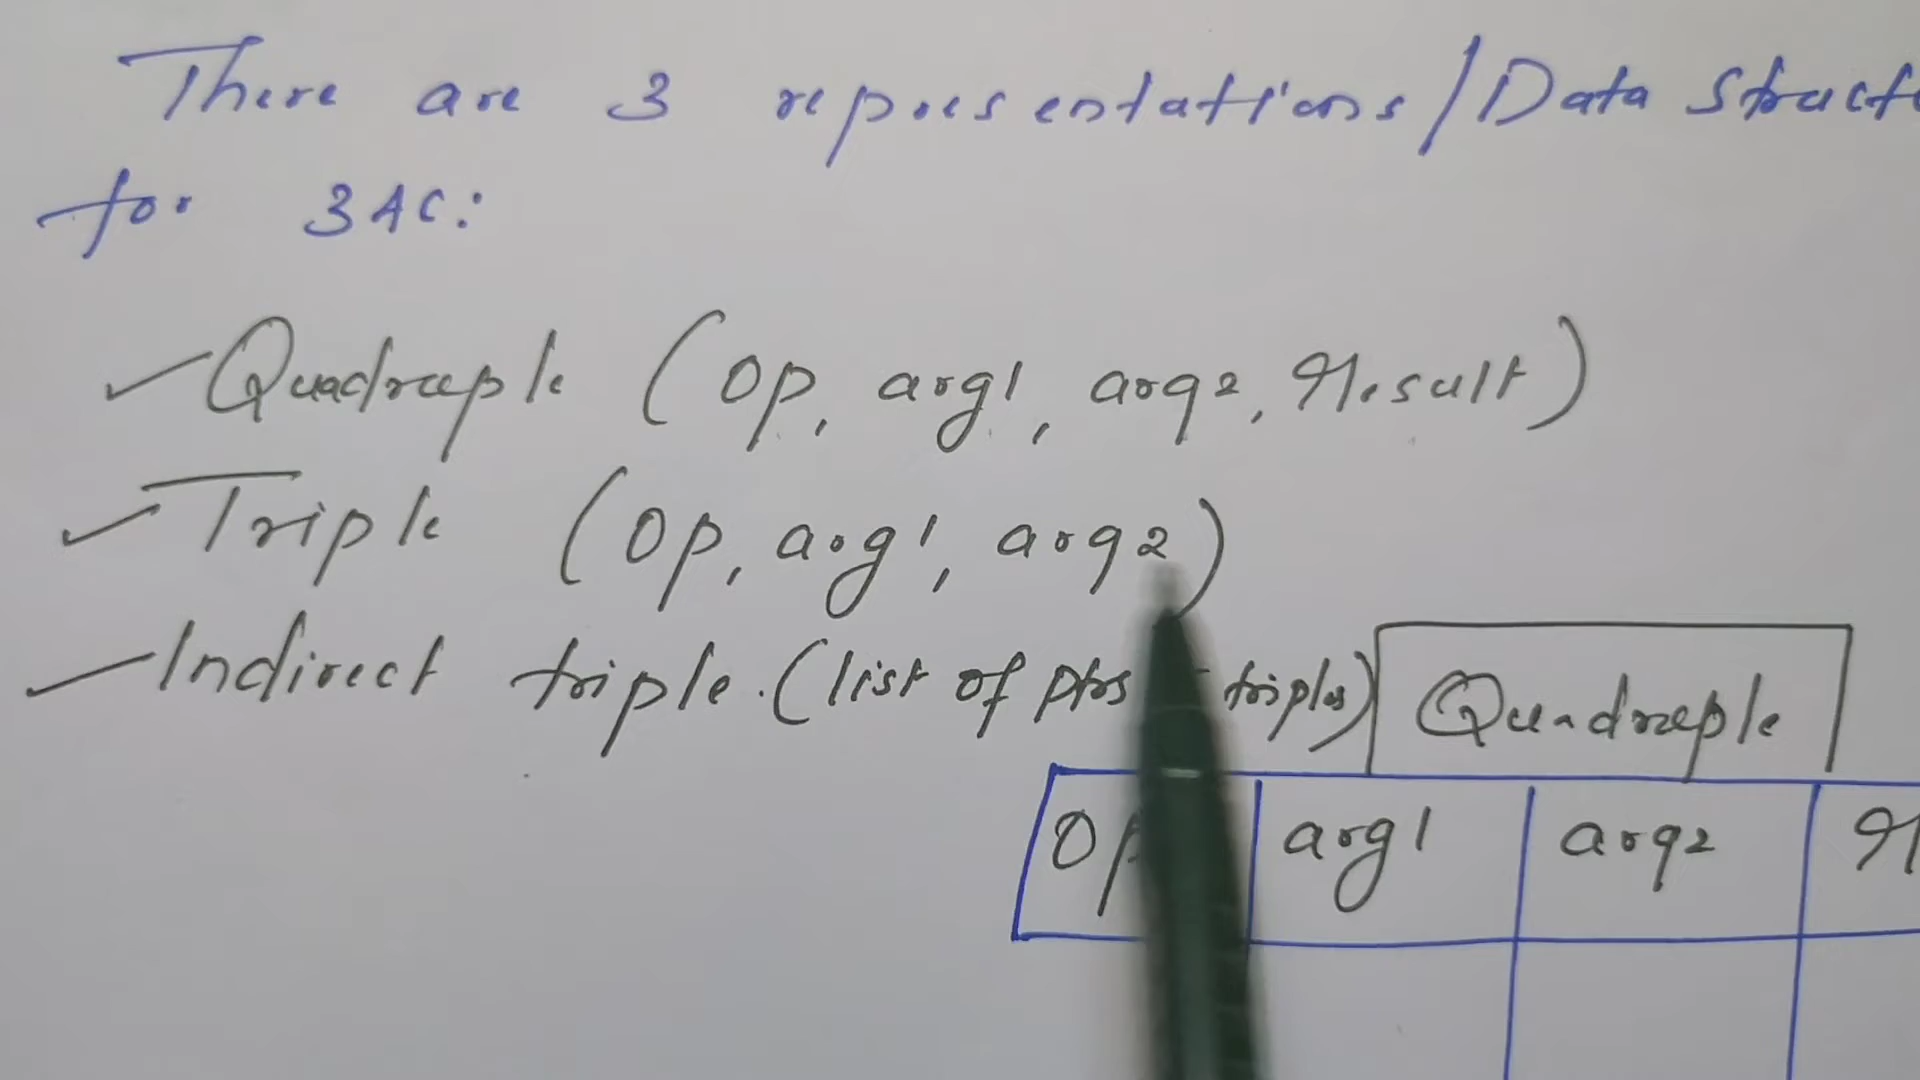 There are 3 representations/Data Struct
for 3AC:
Quadruple (Op, arg1, arg2, Result)
Triple (Op, arg1, arg2)
Indirect triple. (list of ptrs triples)
Quadruple
Op arg1 arg2